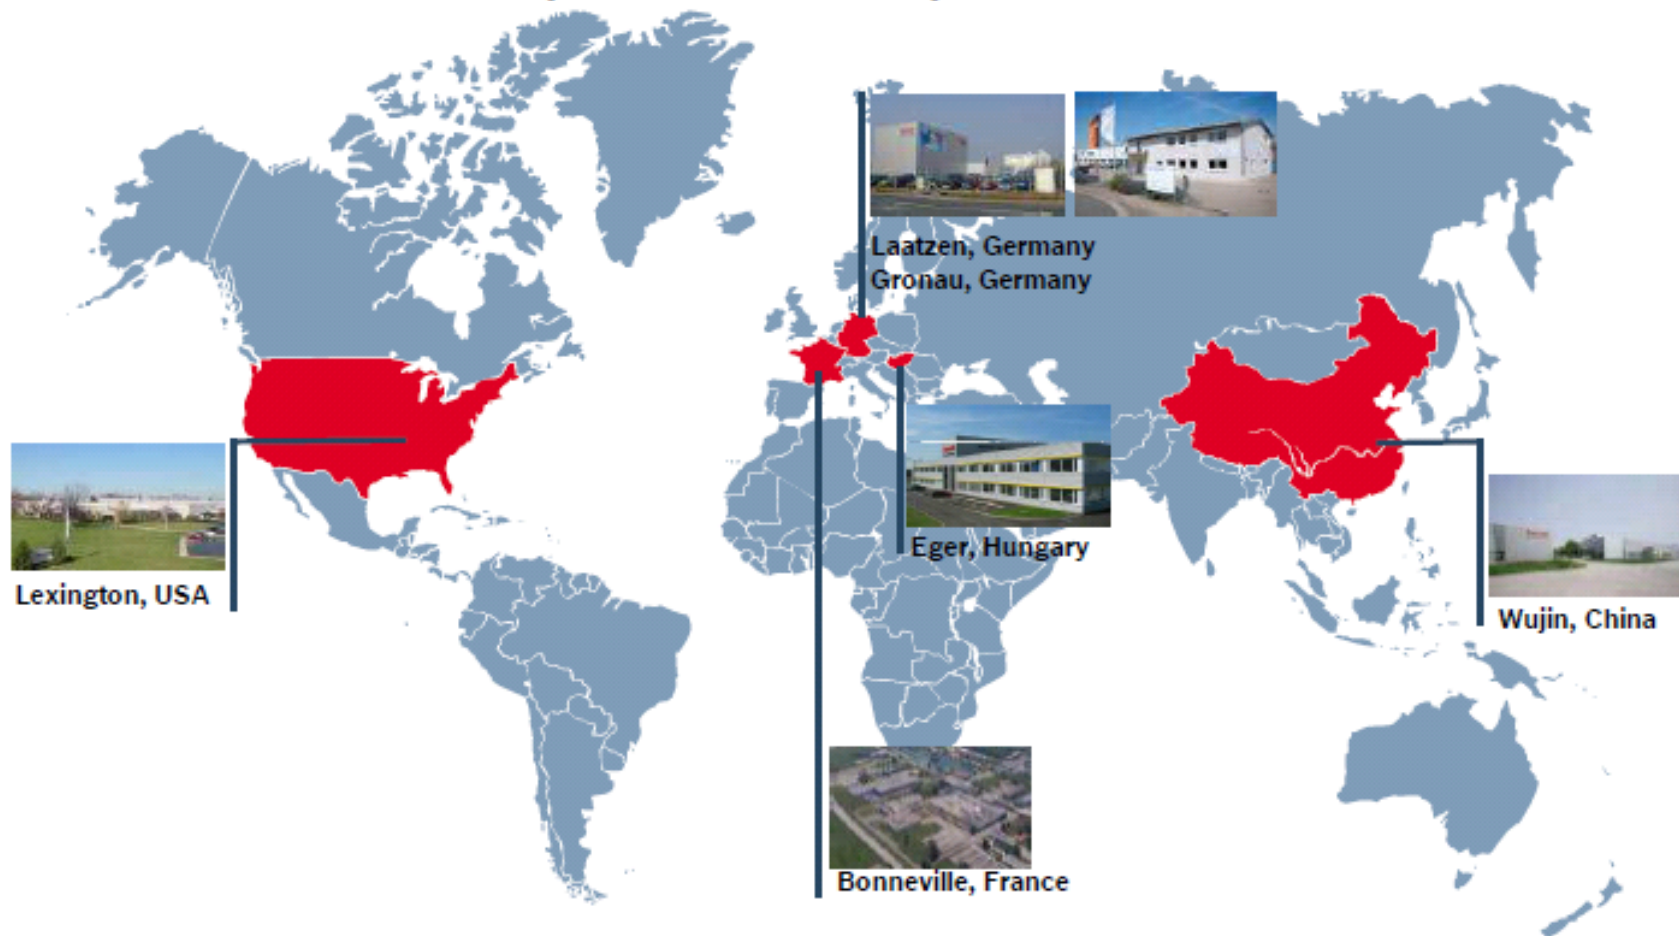 Laatzen, Germany
Gronau, Germany
Eger, Hungary
Lexington, USA
Wujin, China
Bonneville, France